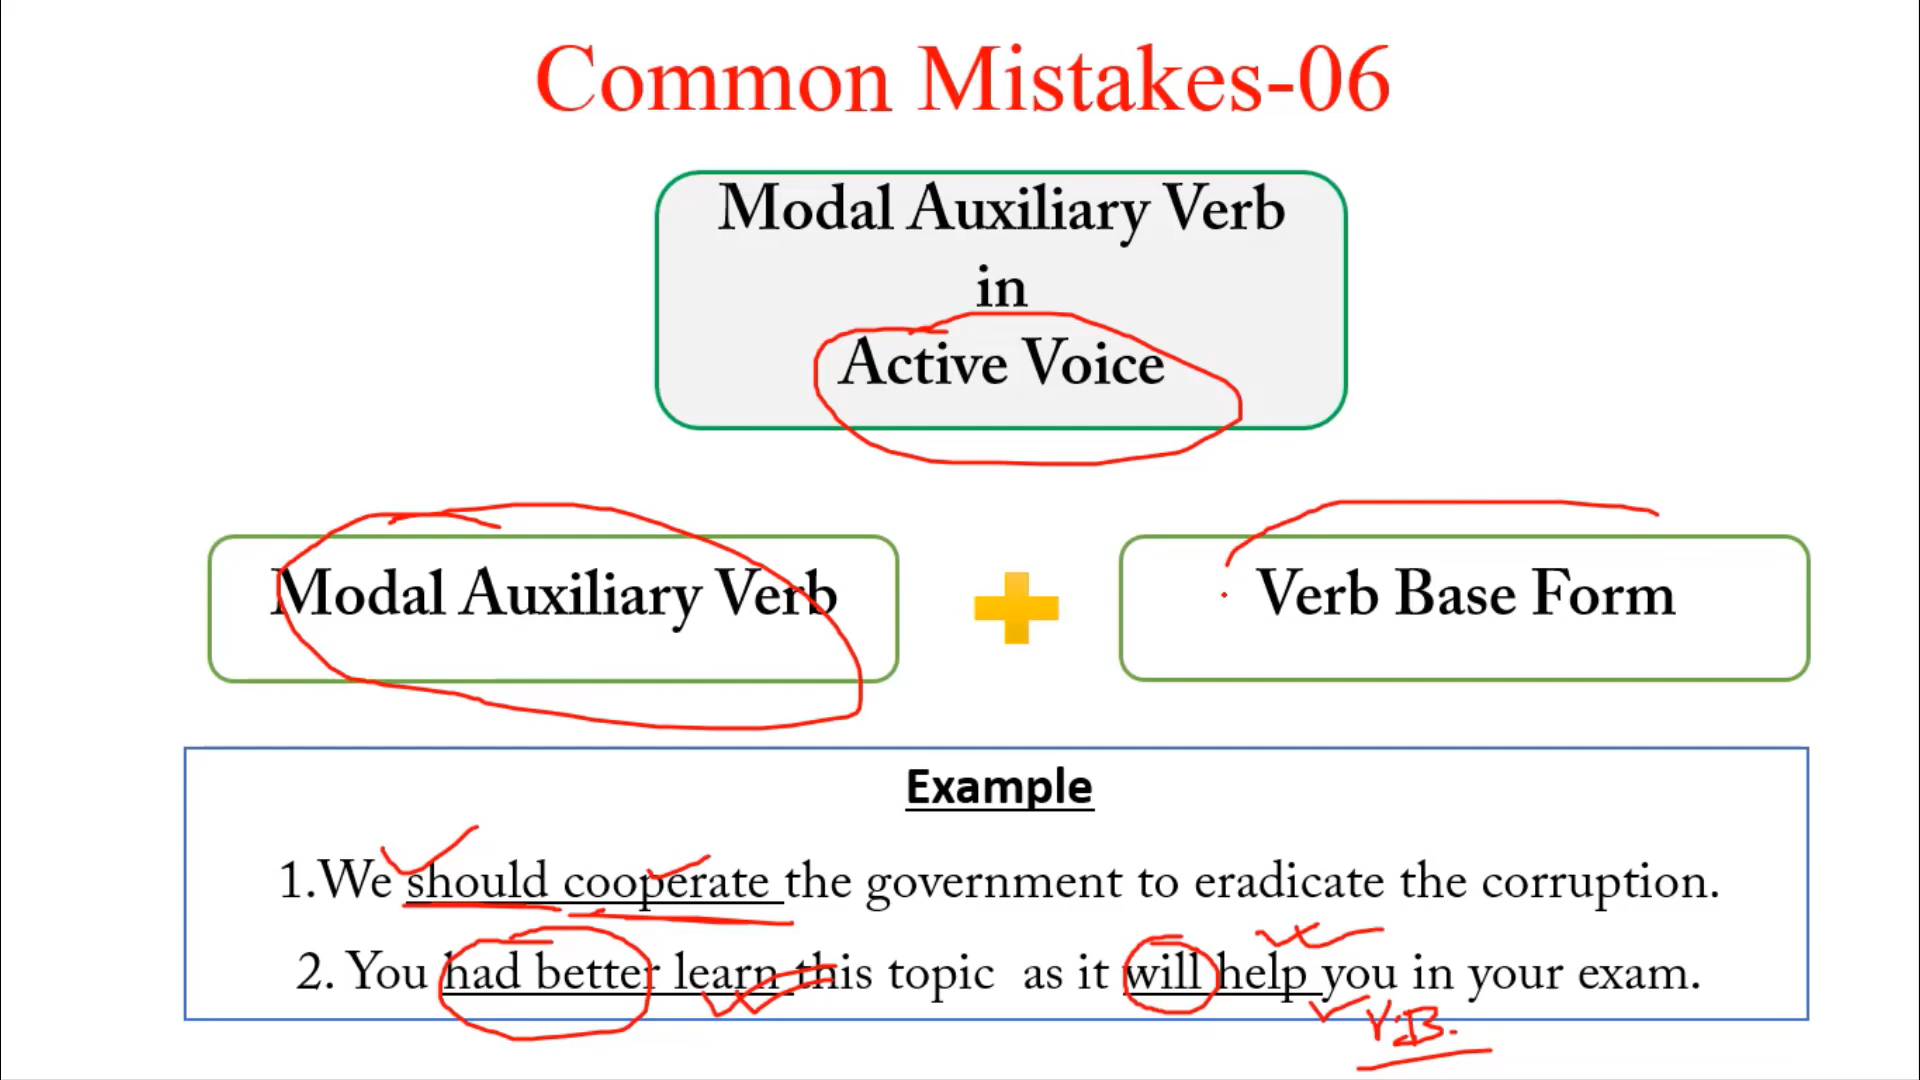 Common Mistakes-06
Modal Auxiliary Verb
in
Active Voice
Modal Auxiliary Verb
Verb Base Form
Example
1.We should cooperate the government to eradicate the corruption.
2. You had better learn this topic as it will help you in your exam.
V.B.